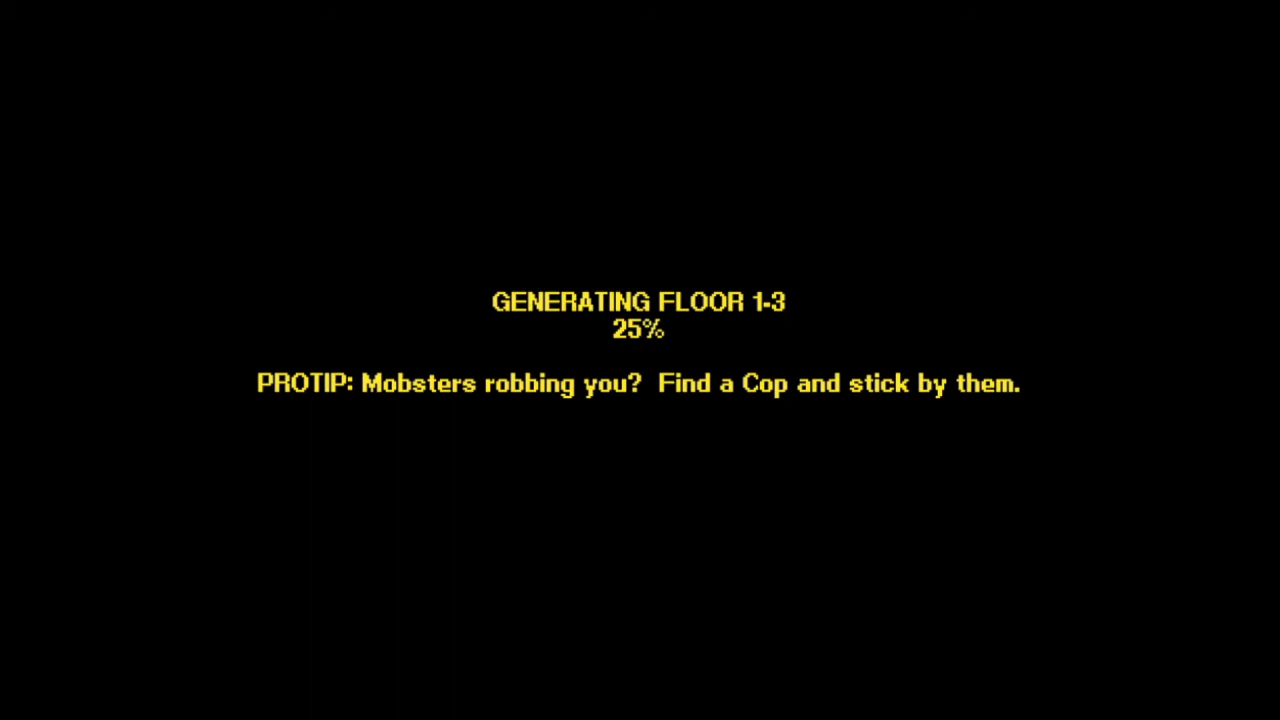 GENERATING FLOOR 1-3
25%
PROTIP: Mobsters robbing you?  Find a Cop and stick by them.